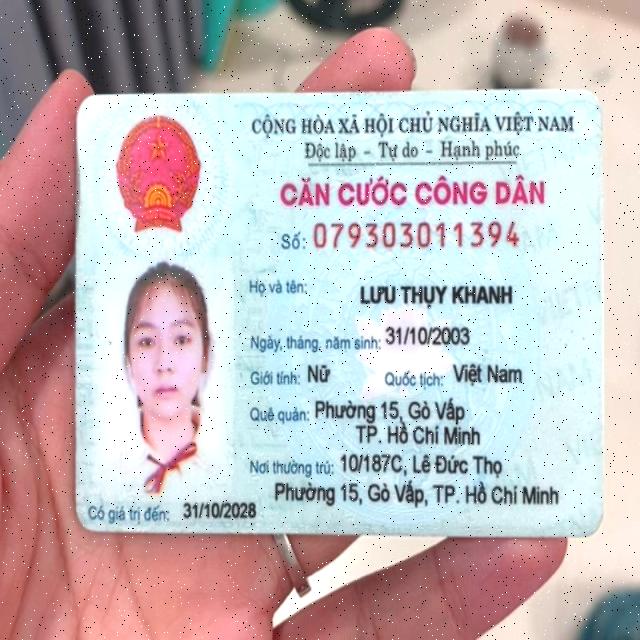 CỘNG HÒA XÃ HỘI CHỦ NGHĨA VIỆT NAM
Độc lập - Tự do - Hạnh phúc
CĂN CƯỚC CÔNG DÂN
Số: 079303011394
Họ và tên: LƯU THỤY KHANH
Ngày, tháng, năm sinh: 31/10/2003
Giới tính: Nữ Quốc tịch: Việt Nam
Quê quán: Phường 15, Gò Vấp
TP. Hồ Chí Minh
Nơi thường trú: 10/187C, Lê Đức Thọ
Phường 15, Gò Vấp, TP. Hồ Chí Minh
Có giá trị đến: 31/10/2028